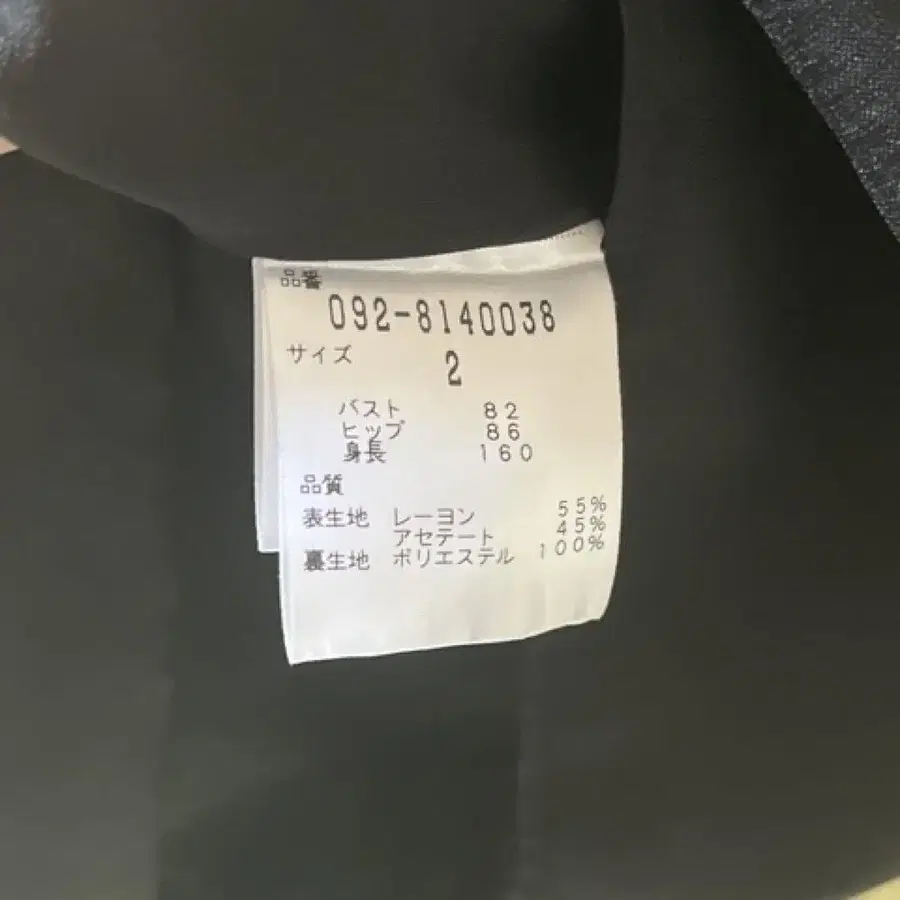 品番
092-8140038
サイズ 2
バスト 82
ヒップ 86
身長 160
品質
表生地 レーヨン 55%
アセテート 45%
裏生地 ポリエステル 100%